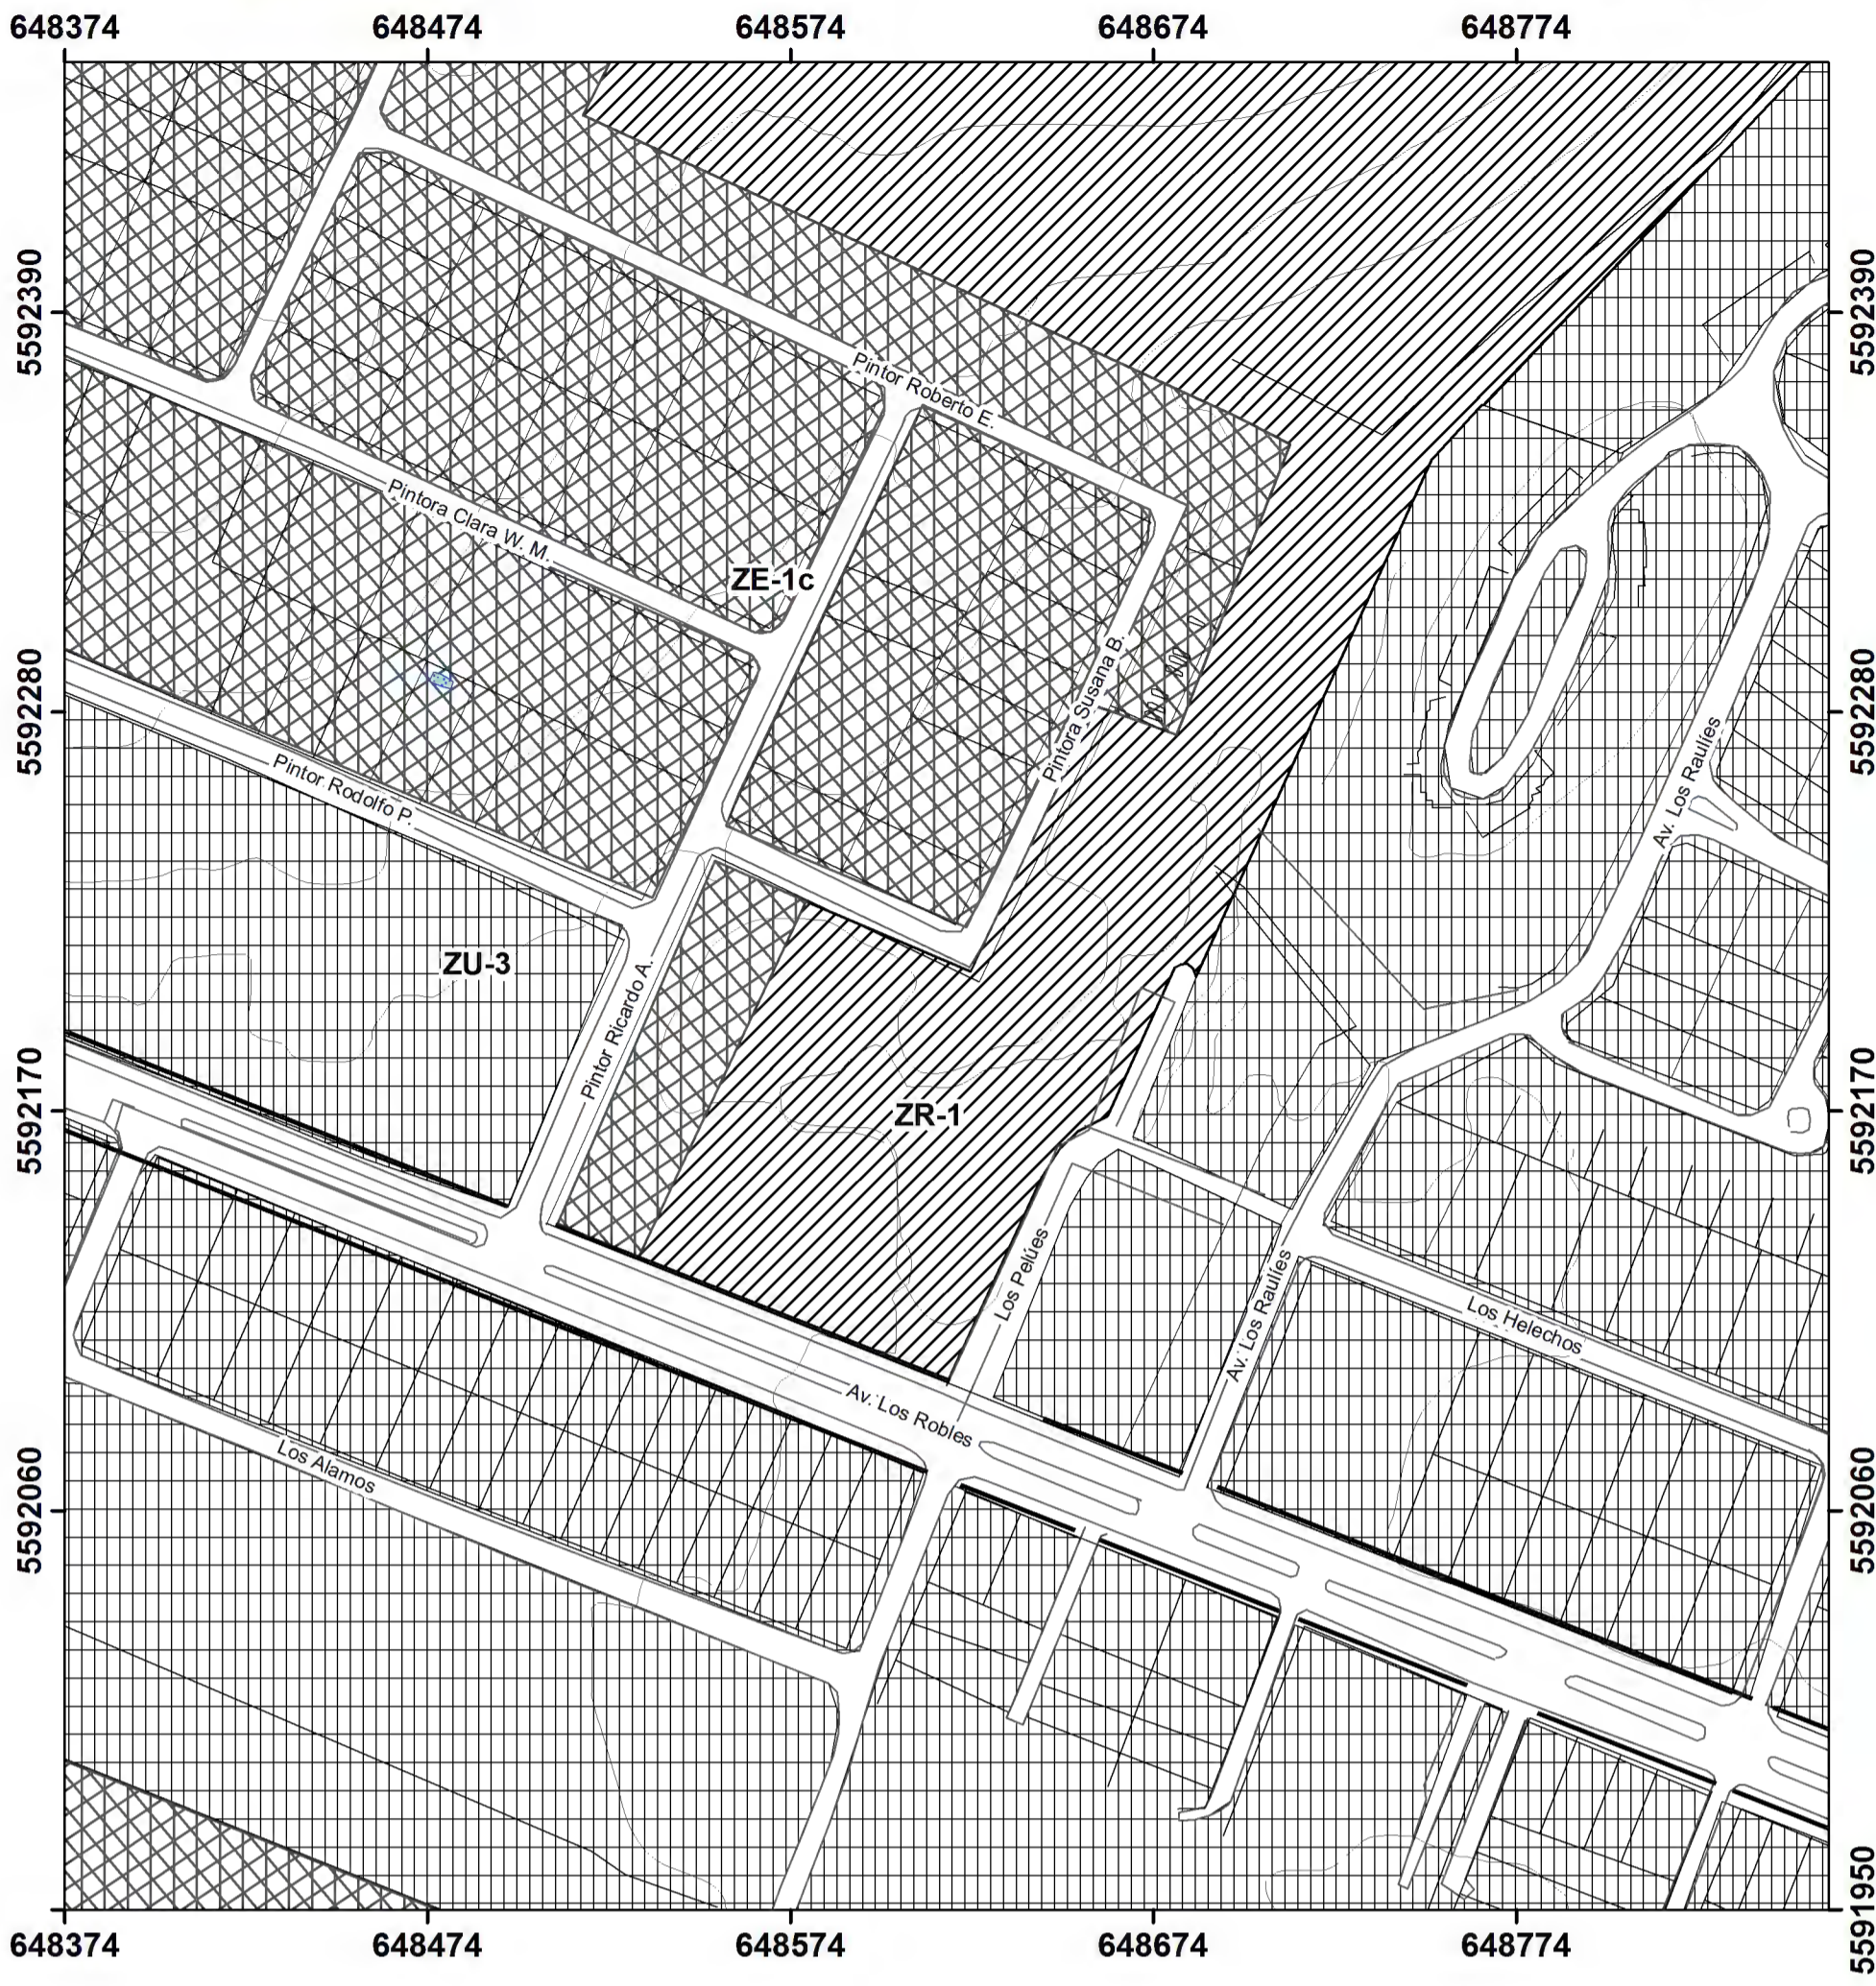 648374 648474 648574 648674 648774
5592390
5592390
Pintor Roberto E.
Pintora Clara W. M.
ZE-1c
5592280
5592280
Pintora Susana B.
Pintor Rodolfo P.
Av. Los Raulíes
ZU-3
Pintor Ricardo A.
5592170
5592170
ZR-1
Los Pelúes
Av. Los Raulíes
Los Helechos
Av. Los Robles
Los Alamos
5592060
5592060
5591950
648374 648474 648574 648674 648774